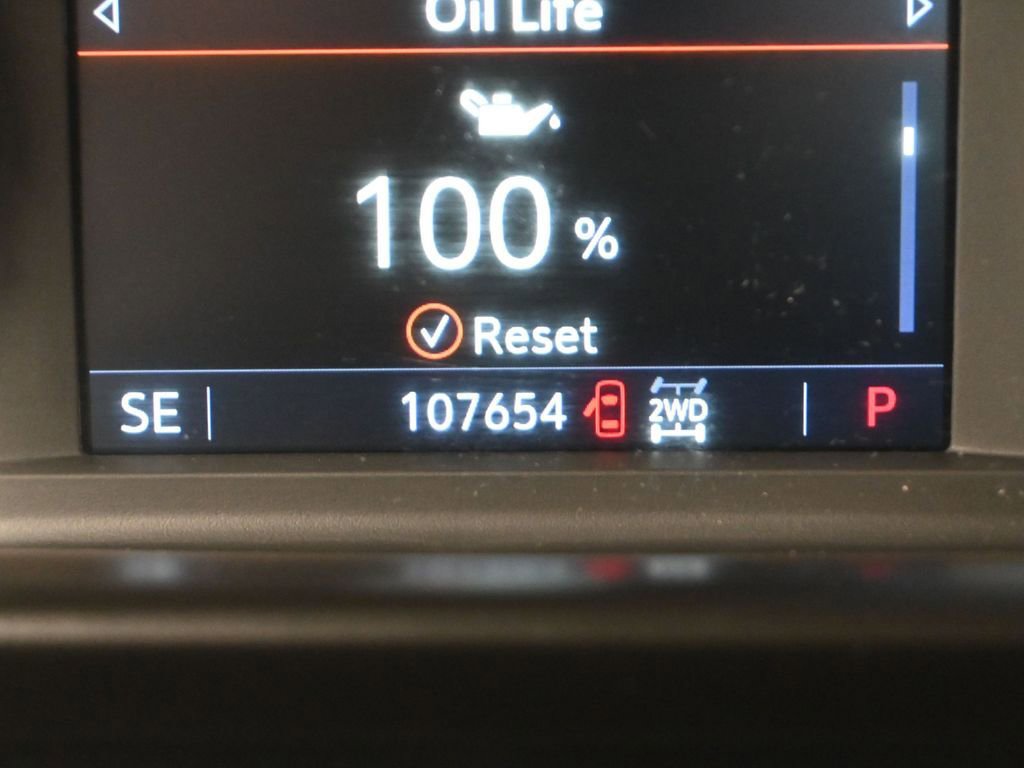 Oil Life
100 %
Reset
SE 107654 2WD P